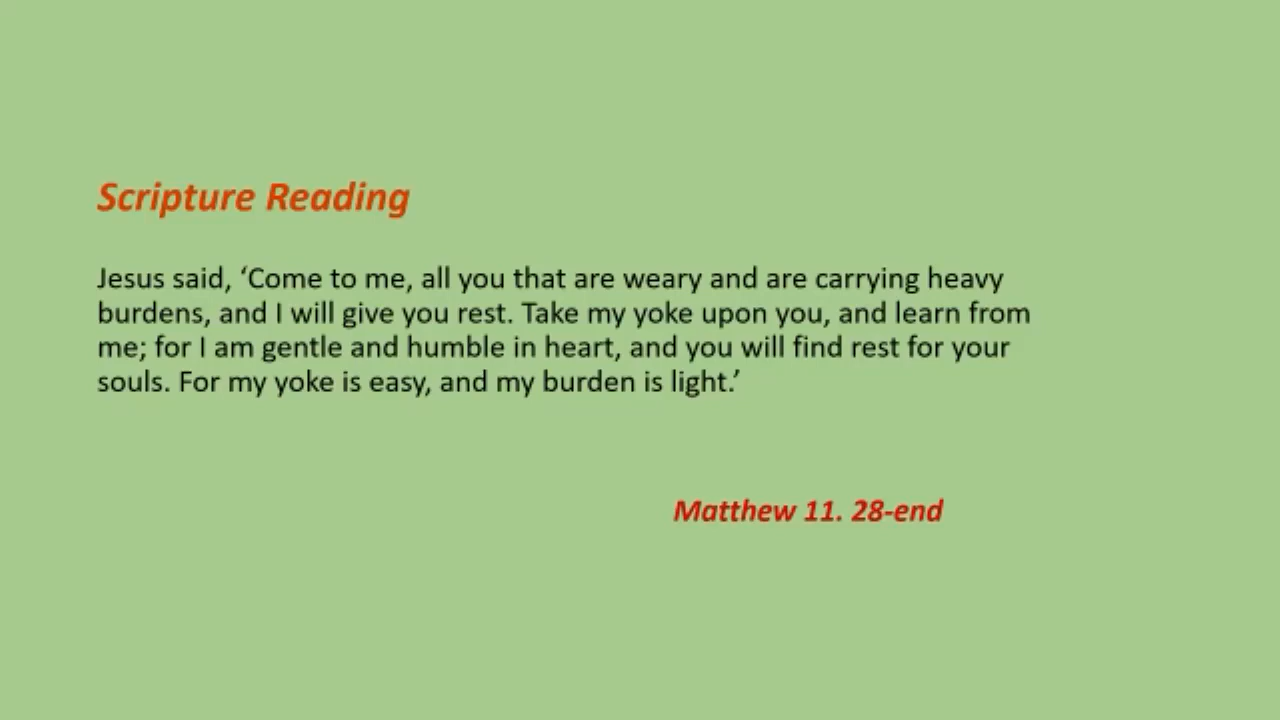 Scripture Reading
Jesus said, ‘Come to me, all you that are weary and are carrying heavy
burdens, and I will give you rest. Take my yoke upon you, and learn from
me; for I am gentle and humble in heart, and you will find rest for your
souls. For my yoke is easy, and my burden is light.’
Matthew 11. 28-end